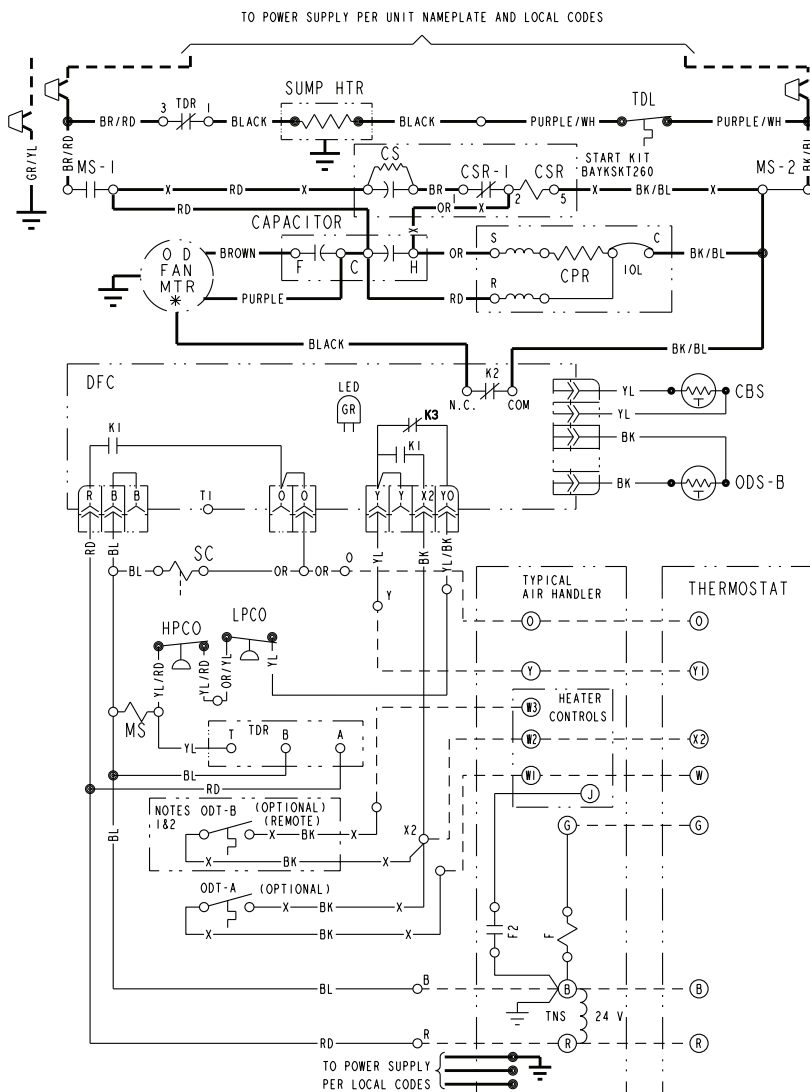 TO POWER SUPPLY PER UNIT NAMEPLATE AND LOCAL CODES
SUMP HTR
TDL
3 TDR 1
BR/RD BLACK BLACK PURPLE/WH PURPLE/WH
GR/YL
BR/RD
BK/BL
CS
START KIT
BAYKSKT260
MS-1 CSR-1 CSR MS-2
X RD X BR 1 2 5 X BK/BL X
RD OR X
X
CAPACITOR
O D
FAN
MTR
*
BROWN F C H OR S CPR IOL C BK/BL
PURPLE RD R
BLACK BK/BL
DFC
K2
N.C. COM
LED
GR
K3
K1 K1
YL CBS
YL
BK
BK ODS-B
R B B T1 O O Y Y X2 YO
RD BL YL BK YL/BK
SC
BL OR OR O
Y
TYPICAL
AIR HANDLER
THERMOSTAT
O O
HPCO LPCO
YL/RD YL/RD OR/YL YL
Y Y1
HEATER
CONTROLS
W3
MS
YL TDR
T B A
W2 X2
BL
RD
W1 W
J
NOTES
1&2
ODT-B (OPTIONAL)
(REMOTE)
X BK X
X BK X
X2
G G
BL
ODT-A (OPTIONAL)
X BK X
X BK X
F2 F
BL B B B
TNS 24 V
RD R R R
TO POWER SUPPLY
PER LOCAL CODES